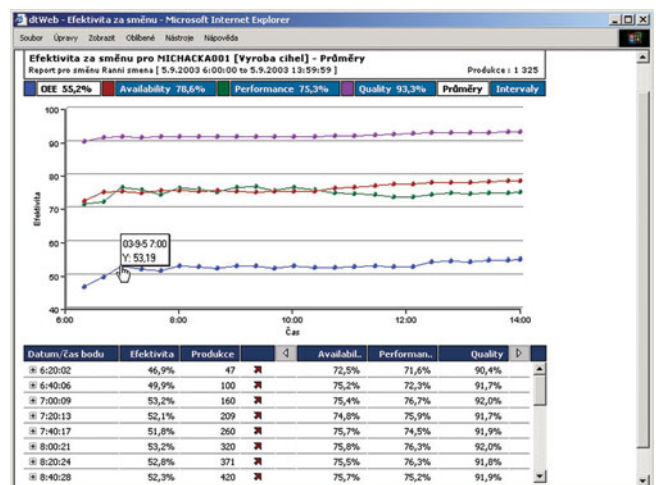 dtWeb - Efektivita za směnu - Microsoft Internet Explorer
Soubor Úpravy Zobrazit Oblíbené Nástroje Nápověda
Efektivita za směnu pro MICHACKA001 [Vyroba cihel] - Průměry
Report pro směnu Ranni smena [ 5.9.2003 6:00:00 to 5.9.2003 13:59:59 ] Produkce : 1 325
OEE 55,2% Availability 78,6% Performance 75,3% Quality 93,3% Průměry Intervaly
100
90
80
70
60
50
40
Efektivita
03-9-5 7:00
Y: 53,19
6:00 8:00 10:00 12:00 14:00
Čas
Datum/čas bodu Efektivita Produkce Availabil.. Performan.. Quality
6:20:02 46,9% 47 72,5% 71,6% 90,4%
6:40:06 49,9% 100 75,2% 72,3% 91,7%
7:00:09 53,2% 160 75,4% 76,7% 92,0%
7:20:13 52,1% 209 74,8% 75,9% 91,7%
7:40:17 51,8% 260 75,7% 74,5% 91,9%
8:00:21 53,2% 320 75,8% 76,3% 92,0%
8:20:24 52,8% 371 75,5% 76,3% 91,8%
8:40:28 52,3% 420 75,7% 75,2% 91,9%